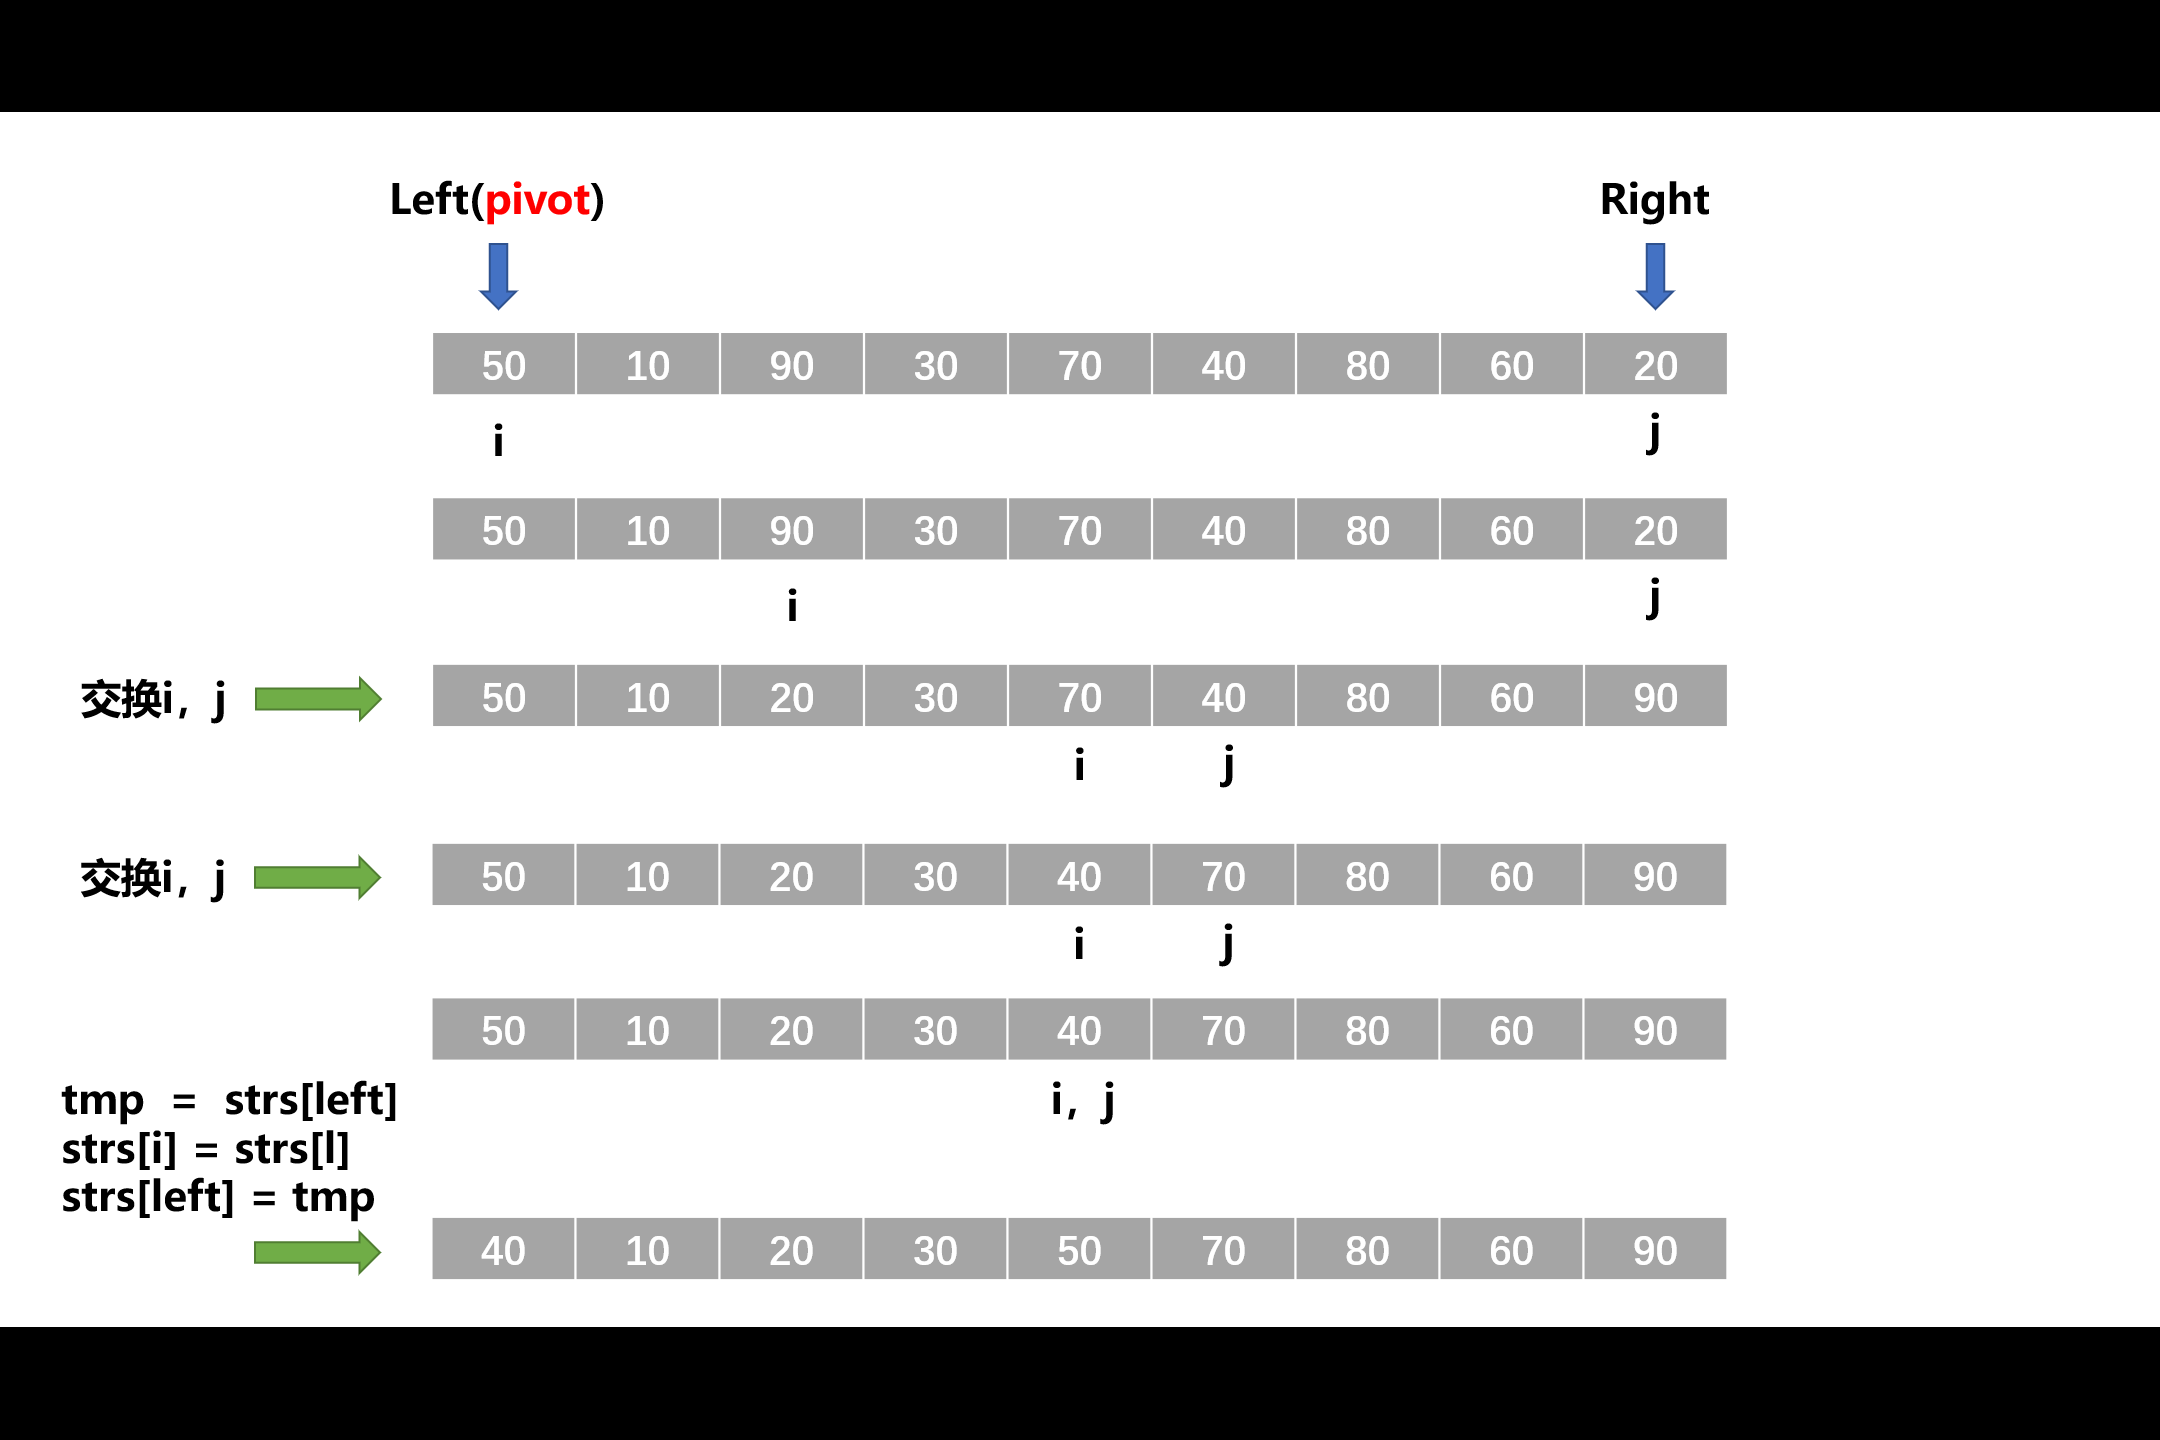 Left(pivot) Right
50 10 90 30 70 40 80 60 20
i j
50 10 90 30 70 40 80 60 20
i j
交换i，j 50 10 20 30 70 40 80 60 90
i j
交换i，j 50 10 20 30 40 70 80 60 90
i j
50 10 20 30 40 70 80 60 90
i，j
tmp = strs[left]
strs[i] = strs[l]
strs[left] = tmp
40 10 20 30 50 70 80 60 90